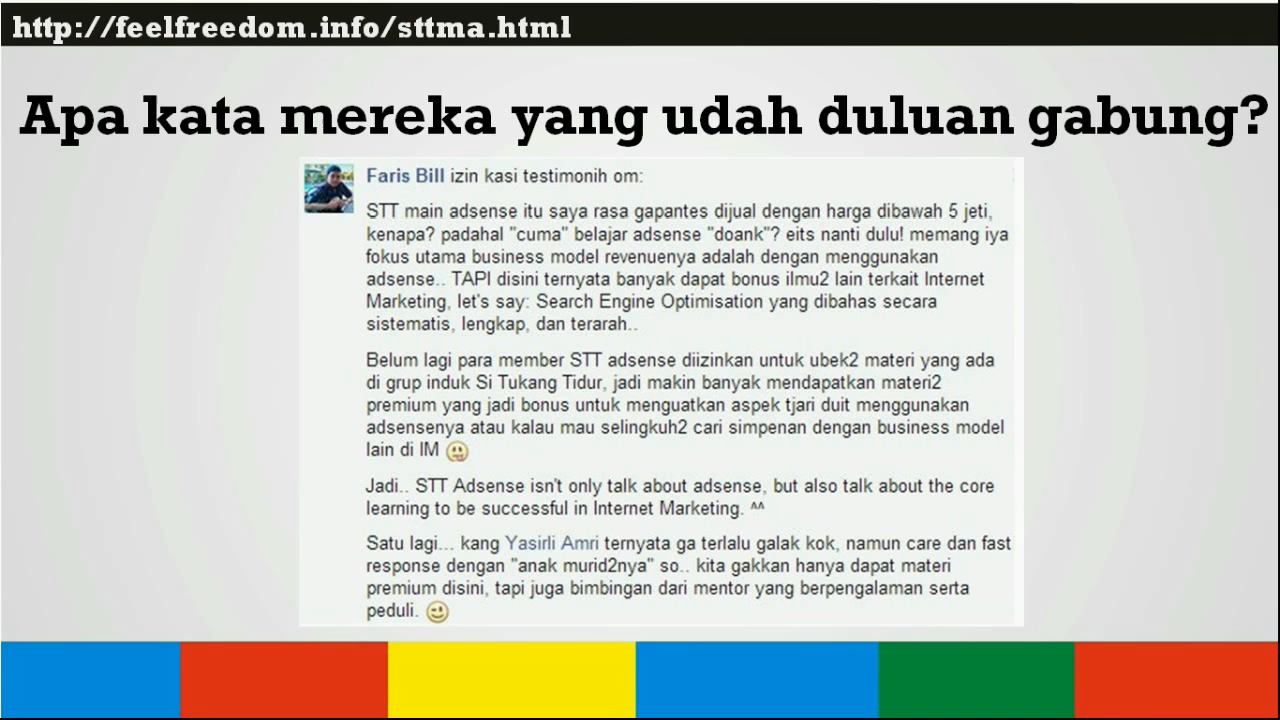 http://feelfreedom.info/sttma.html
Apa kata mereka yang udah duluan gabung?
Faris Bill izin kasi testimonih om:
STT main adsense itu saya rasa gapantes dijual dengan harga dibawah 5 jeti,
kenapa? padahal "cuma" belajar adsense "doank"? eits nanti dulu! memang iya
fokus utama business model revenuenya adalah dengan menggunakan
adsense.. TAPI disini ternyata banyak dapat bonus ilmu2 lain terkait Internet
Marketing, let's say: Search Engine Optimisation yang dibahas secara
sistematis, lengkap, dan terarah..
Belum lagi para member STT adsense diizinkan untuk ubek2 materi yang ada
di grup induk Si Tukang Tidur, jadi makin banyak mendapatkan materi2
premium yang jadi bonus untuk menguatkan aspek tjari duit menggunakan
adsensenya atau kalau mau selingkuh2 cari simpenan dengan business model
lain di IM
Jadi.. STT Adsense isn't only talk about adsense, but also talk about the core
learning to be successful in Internet Marketing. ^^
Satu lagi... kang Yasirli Amri ternyata ga terlalu galak kok, namun care dan fast
response dengan "anak murid2nya" so.. kita gakkan hanya dapat materi
premium disini, tapi juga bimbingan dari mentor yang berpengalaman serta
peduli.